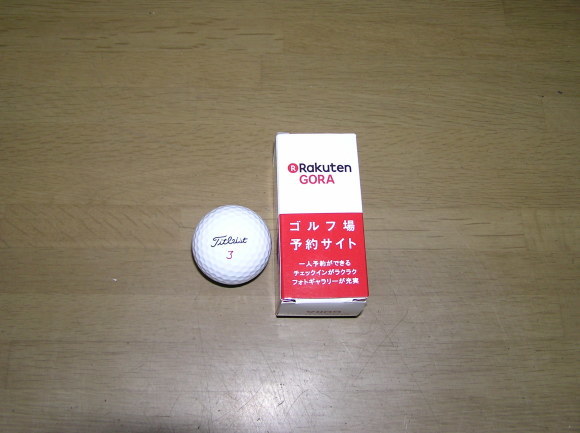 Titleist
3
R Rakuten
GORA
ゴルフ場
予約サイト
一人予約ができる
チェックインがラクラク
フォトギャラリーが充実